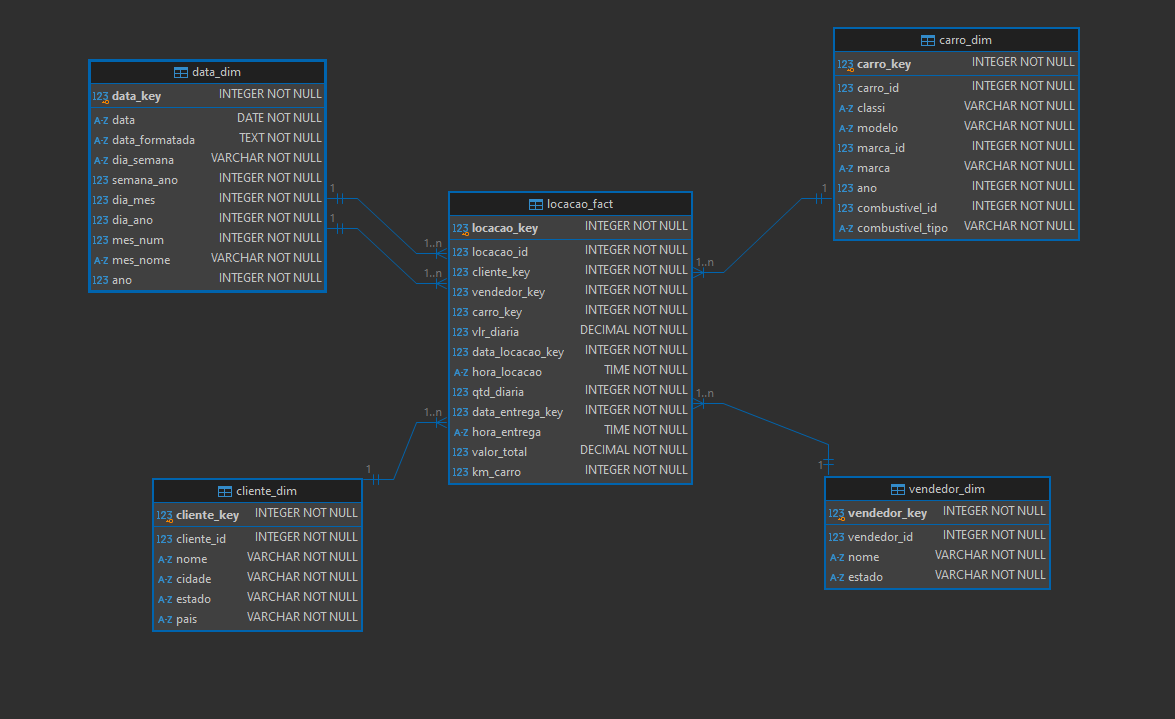 data_dim
data_key INTEGER NOT NULL
data DATE NOT NULL
data_formatada TEXT NOT NULL
dia_semana VARCHAR NOT NULL
semana_ano INTEGER NOT NULL
dia_mes INTEGER NOT NULL
dia_ano INTEGER NOT NULL
mes_num INTEGER NOT NULL
mes_nome VARCHAR NOT NULL
ano INTEGER NOT NULL
1
1
1..n
1..n
carro_dim
123 carro_key INTEGER NOT NULL
123 carro_id INTEGER NOT NULL
A-Z classi VARCHAR NOT NULL
A-Z modelo VARCHAR NOT NULL
123 marca_id INTEGER NOT NULL
A-Z marca VARCHAR NOT NULL
123 ano INTEGER NOT NULL
123 combustivel_id INTEGER NOT NULL
A-Z combustivel_tipo VARCHAR NOT NULL
1
1..n
locacao_fact
123 locacao_key INTEGER NOT NULL
123 locacao_id INTEGER NOT NULL
123 cliente_key INTEGER NOT NULL
123 vendedor_key INTEGER NOT NULL
123 carro_key INTEGER NOT NULL
123 vlr_diaria DECIMAL NOT NULL
123 data_locacao_key INTEGER NOT NULL
A-Z hora_locacao TIME NOT NULL
123 qtd_diaria INTEGER NOT NULL
123 data_entrega_key INTEGER NOT NULL
A-Z hora_entrega TIME NOT NULL
123 valor_total DECIMAL NOT NULL
123 km_carro INTEGER NOT NULL
1..n
1
1..n
1
cliente_dim
123 cliente_key INTEGER NOT NULL
123 cliente_id INTEGER NOT NULL
A-Z nome VARCHAR NOT NULL
A-Z cidade VARCHAR NOT NULL
A-Z estado VARCHAR NOT NULL
A-Z pais VARCHAR NOT NULL
vendedor_dim
123 vendedor_key INTEGER NOT NULL
123 vendedor_id INTEGER NOT NULL
A-Z nome VARCHAR NOT NULL
A-Z estado VARCHAR NOT NULL